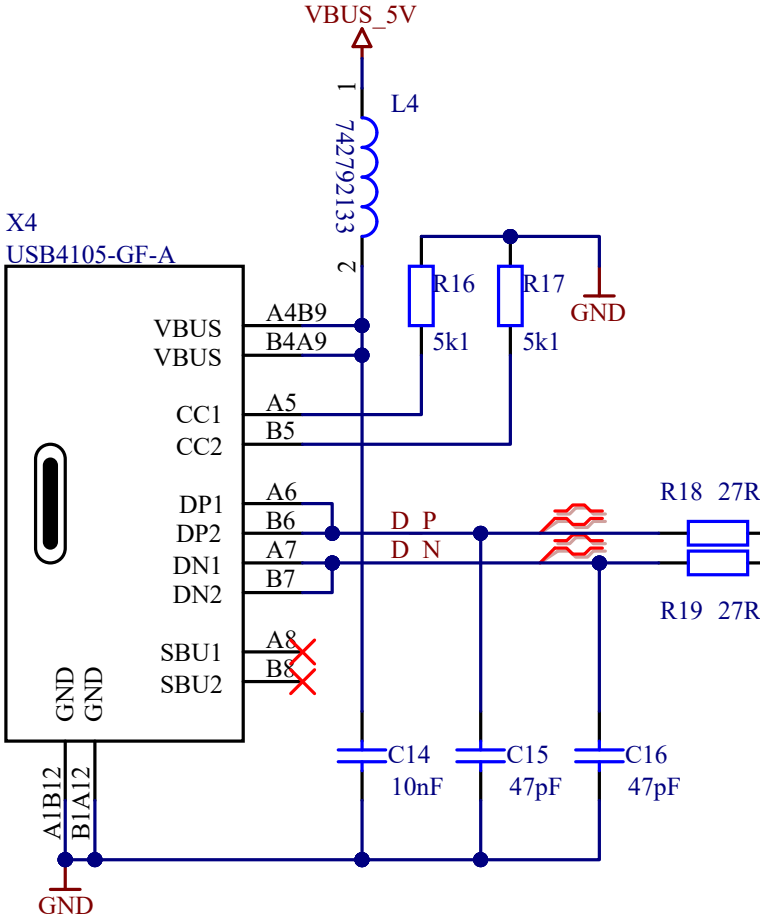 VBUS_5V
1
L4
742792133
2
X4
USB4105-GF-A
R16
R17
5k1
5k1
GND
VBUS
A4B9
VBUS
B4A9
CC1
A5
CC2
B5
DP1
A6
DP2
B6
D_P
R18 27R
DN1
A7
D_N
DN2
B7
R19 27R
SBU1
A8
SBU2
B8
GND
GND
A1B12
B1A12
C14
10nF
C15
47pF
C16
47pF
GND